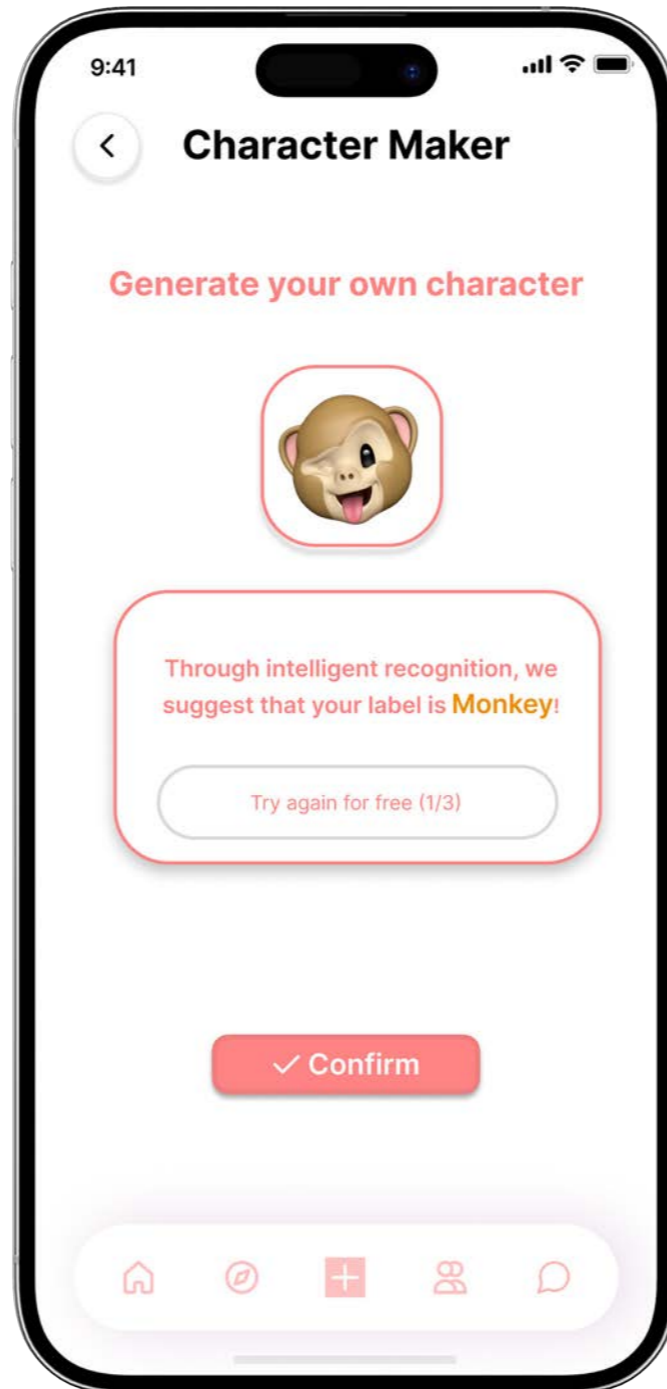 9:41
Character Maker
Generate your own character
Through intelligent recognition, we
suggest that your label is Monkey!
Try again for free (1/3)
Confirm